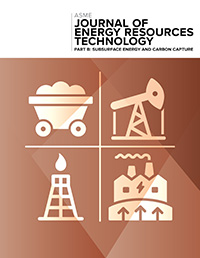 ASME
JOURNAL OF
ENERGY RESOURCES
TECHNOLOGY
PART B: SUBSURFACE ENERGY AND CARBON CAPTURE